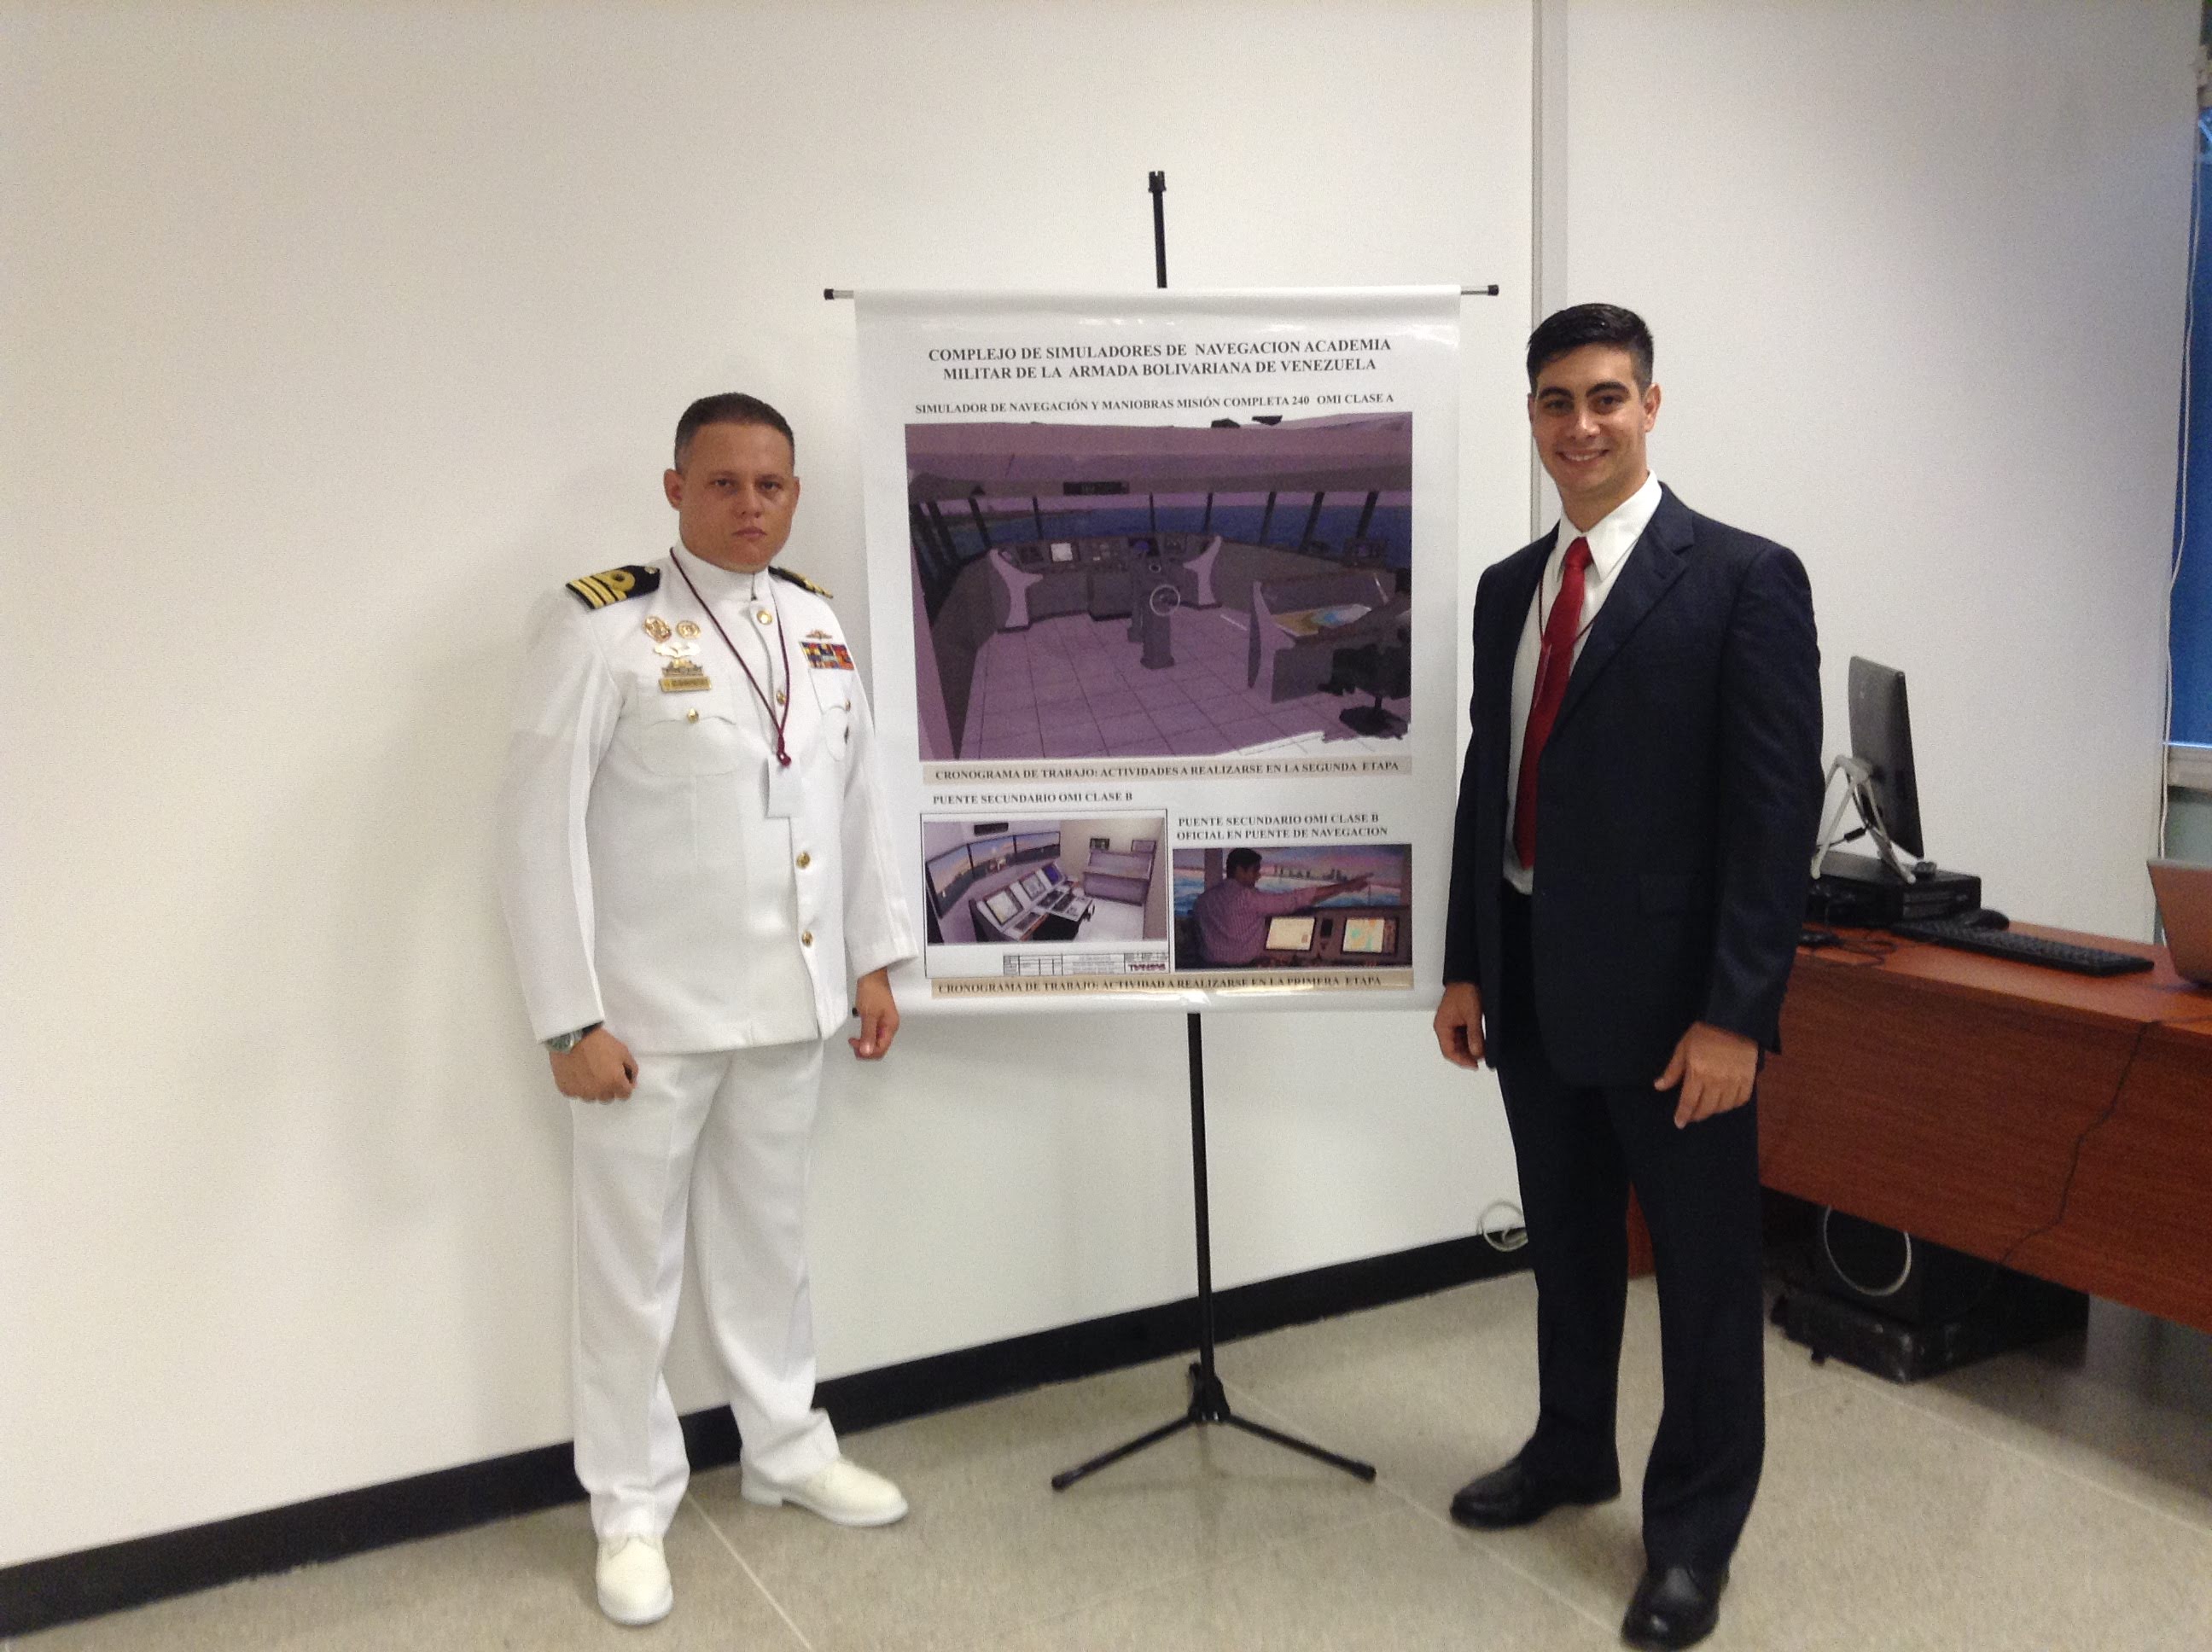 COMPLEJO DE SIMULADORES DE NAVEGACION ACADEMIA
MILITAR DE LA ARMADA BOLIVARIANA DE VENEZUELA
SIMULADOR DE NAVEGACIÓN Y MANIOBRAS MISIÓN COMPLETA 240 OMI CLASE A
CRONOGRAMA DE TRABAJO: ACTIVIDADES A REALIZARSE EN LA SEGUNDA ETAPA
PUENTE SECUNDARIO OMI CLASE B
PUENTE SECUNDARIO OMI CLASE B
OFICIAL EN PUENTE DE NAVEGACION
CRONOGRAMA DE TRABAJO: ACTIVIDAD A REALIZARSE EN LA PRIMERA ETAPA